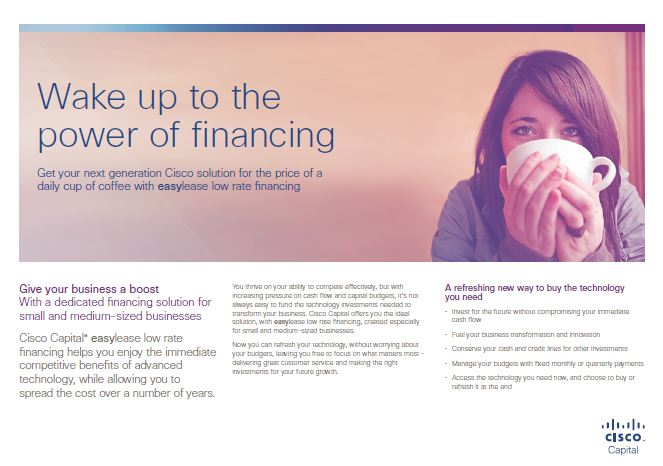 Wake up to the
power of financing
Get your next generation Cisco solution for the price of a
daily cup of coffee with easylease low rate financing
Give your business a boost
With a dedicated financing solution for
small and medium-sized businesses
Cisco Capital® easylease low rate
financing helps you enjoy the immediate
competitive benefits of advanced
technology, while allowing you to
spread the cost over a number of years.
You thrive on your ability to compete effectively, but with
increasing pressure on cash flow and capital budgets, it's not
always easy to fund the technology investments needed to
transform your business. Cisco Capital offers you the ideal
solution, with easylease low rate financing, created especially
for small and medium-sized businesses.
Now you can refresh your technology, without worrying about
your budgets, leaving you free to focus on what matters most –
delivering great customer service and making the right
investments for your future growth.
A refreshing new way to buy the technology
you need
· Invest for the future without compromising your immediate
cash flow
· Fuel your business transformation and innovation
· Conserve your cash and credit lines for other investments
· Manage your budgets with fixed monthly or quarterly payments
· Access the technology you need now, and choose to buy or
refresh it at the end
CISCO.
Capital